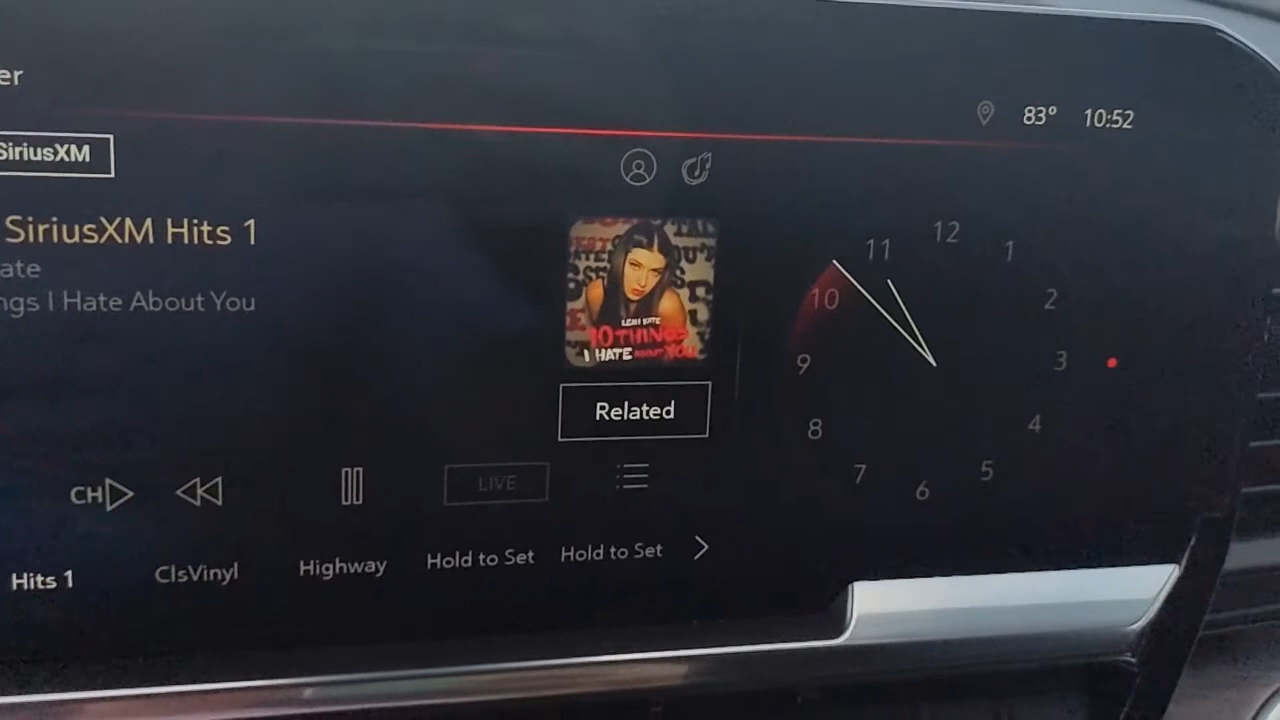 er
83° 10:52
SiriusXM
SiriusXM Hits 1
ate
ngs I Hate About You
LEAH KATE
10 THINGS
I HATE ABOUT YOU
Related
CH
LIVE
Hits 1
ClsVinyl
Highway
Hold to Set
Hold to Set
12
1
2
3
4
5
6
7
8
9
10
11